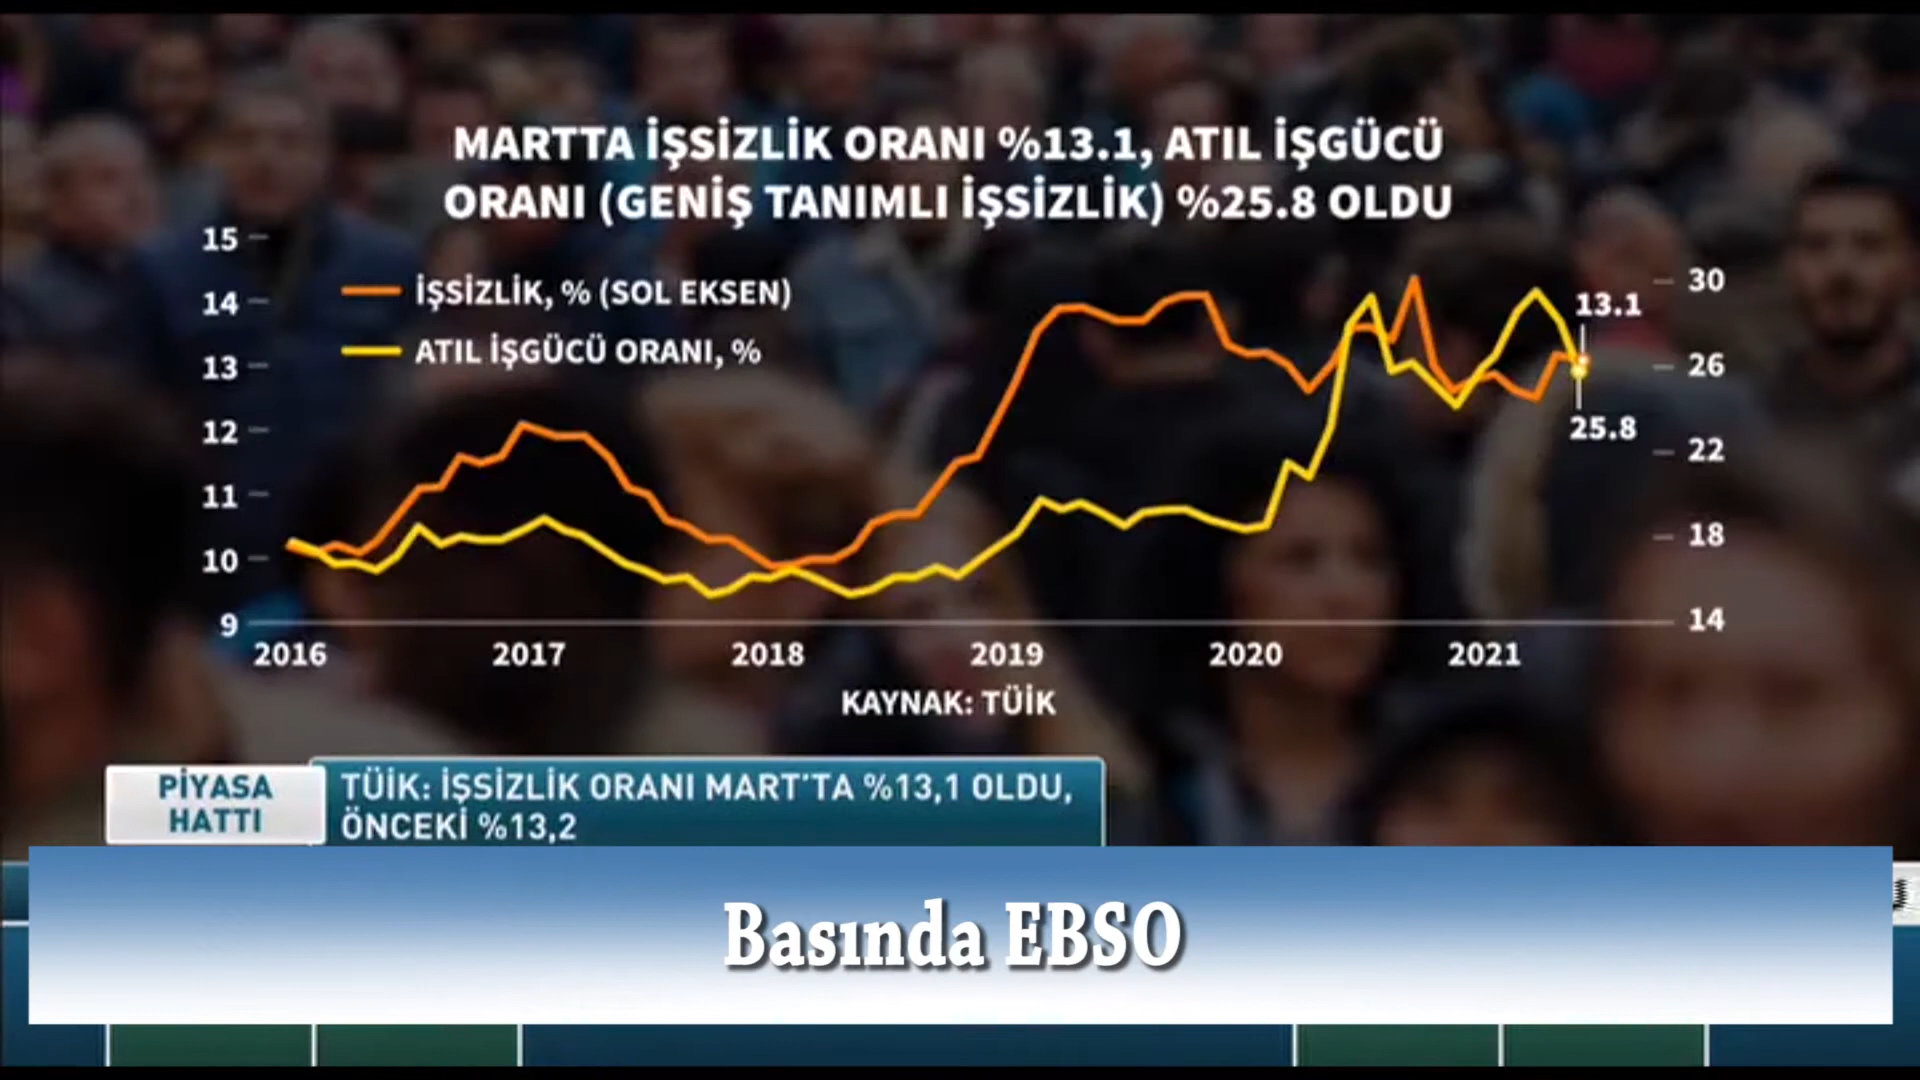 MARTTA İŞSİZLİK ORANI %13.1, ATIL İŞGÜCÜ
ORANI (GENİŞ TANIMLI İŞSİZLİK) %25.8 OLDU
15
14
13
12
11
10
9
İŞSİZLİK, % (SOL EKSEN)
ATIL İŞGÜCÜ ORANI, %
13.1
25.8
30
26
22
18
14
2016 2017 2018 2019 2020 2021
KAYNAK: TÜİK
PİYASA
HATTI
TÜİK: İŞSİZLİK ORANI MART'TA %13,1 OLDU,
ÖNCEKİ %13,2
Basında EBSO